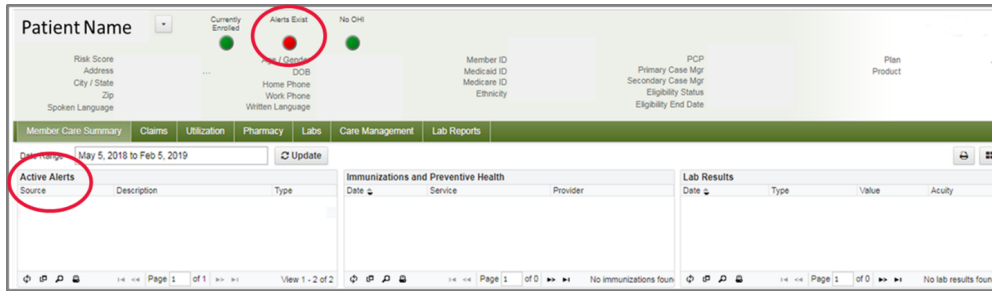 Patient Name
Currently Enrolled
Alerts Exist
No OHI
Risk Score
Address
City / State
Zip
Spoken Language
...
Age / Gender
DOB
Home Phone
Work Phone
Written Language
Member ID
Medicaid ID
Medicare ID
Ethnicity
PCP
Primary Case Mgr
Secondary Case Mgr
Eligibility Status
Eligibility End Date
Plan
Product
Member Care Summary Claims Utilization Pharmacy Labs Care Management Lab Reports
Date Range May 5, 2018 to Feb 5, 2019 Update
Active Alerts
Source Description Type
Page 1 of 1 View 1 - 2 of 2
Immunizations and Preventive Health
Date Service Provider
Page 1 of 0 No immunizations foun
Lab Results
Date Type Value Acuity
Page 1 of 0 No lab results foun